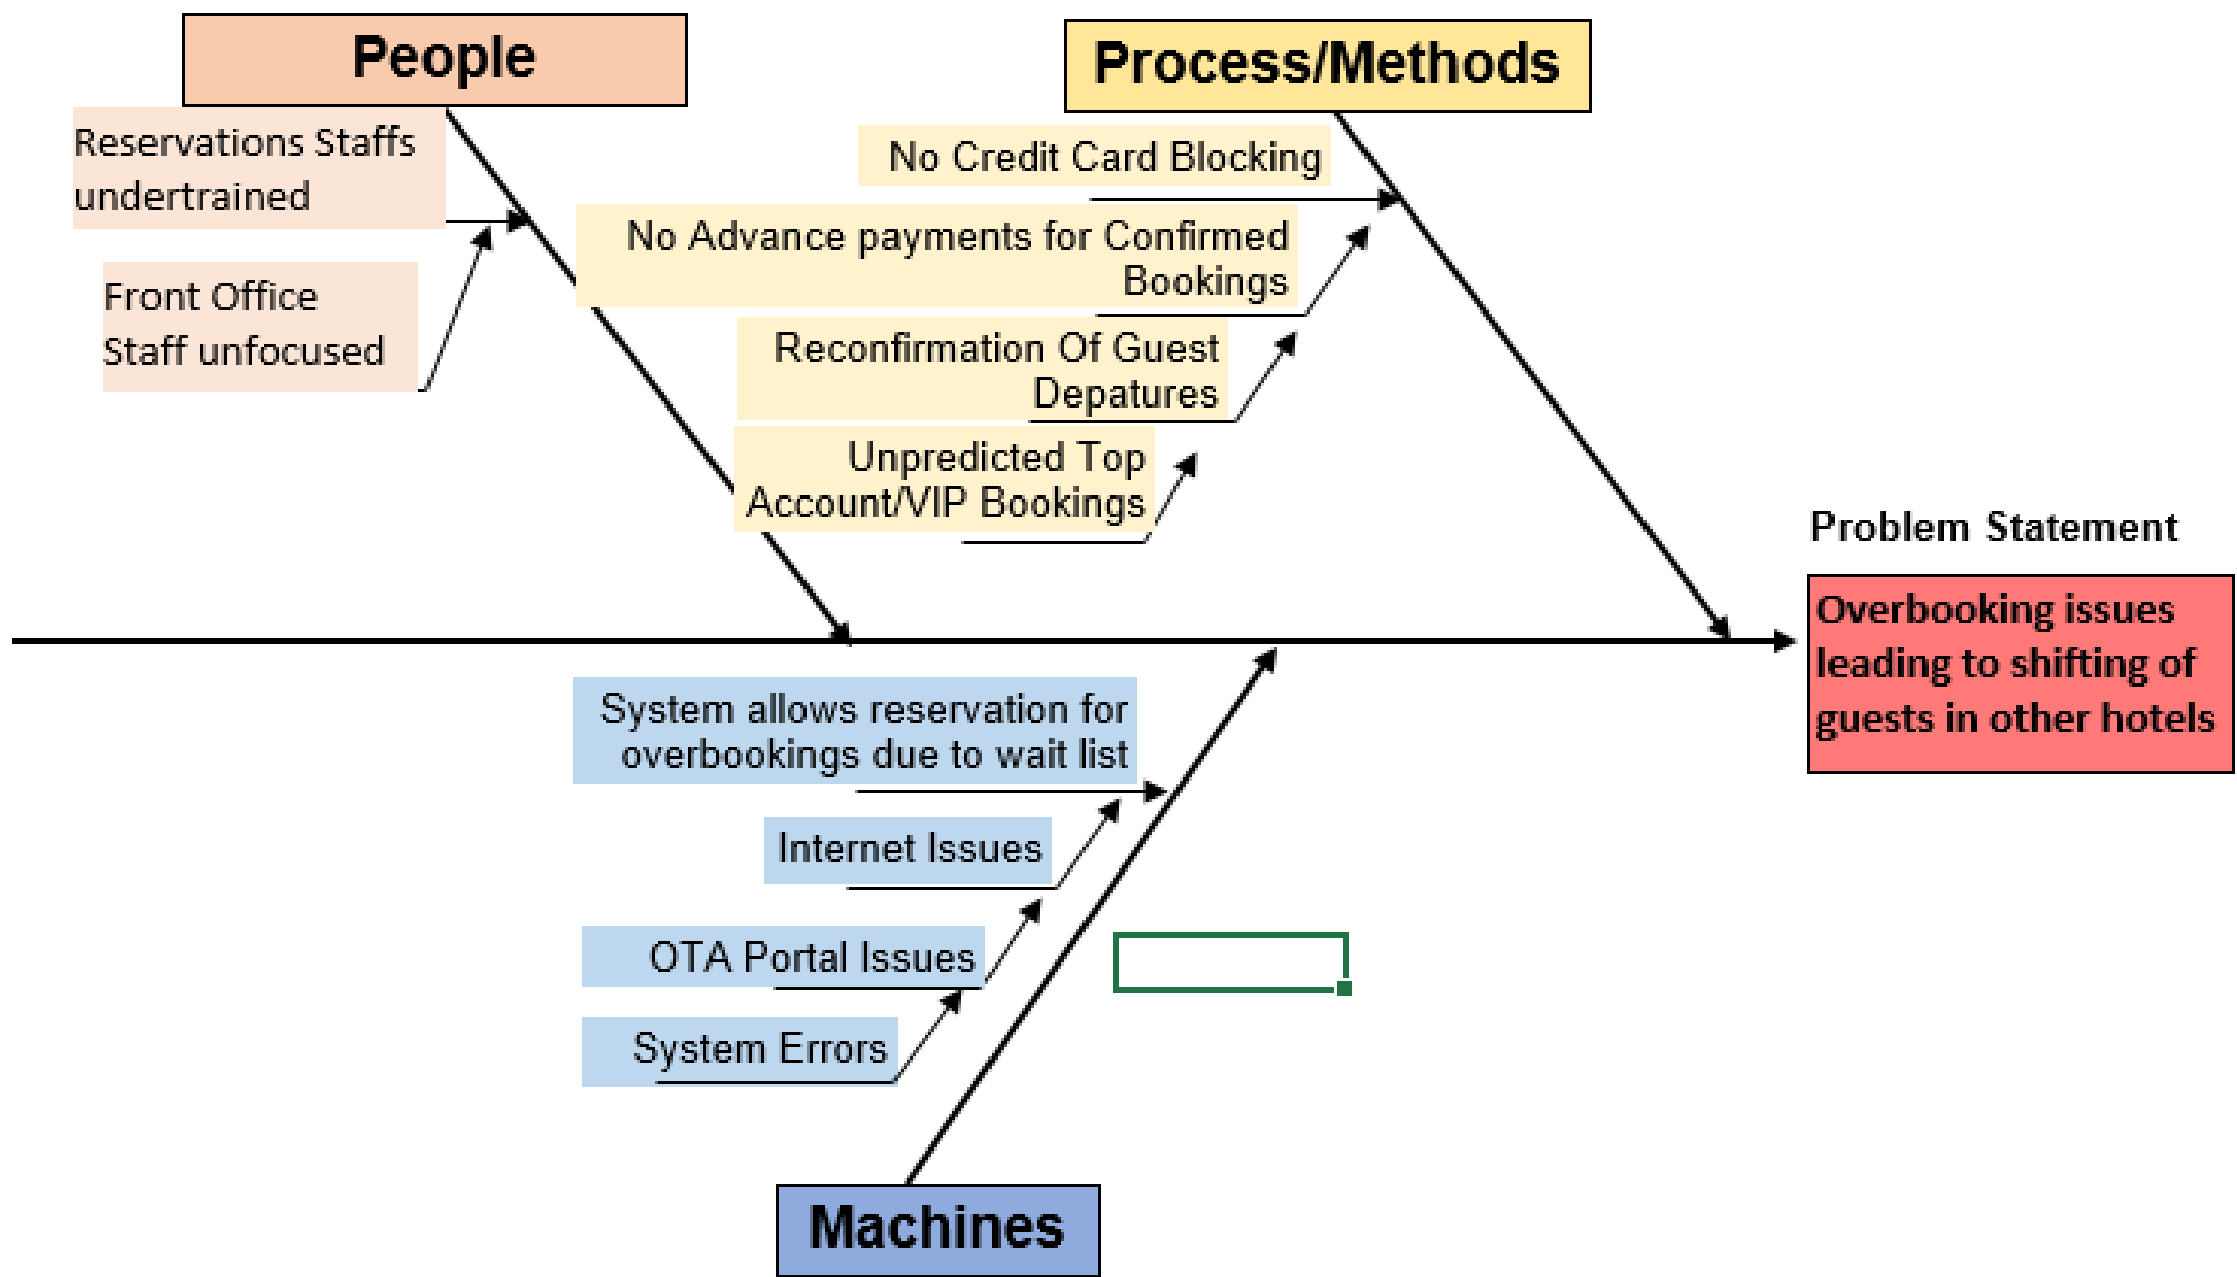 People
Reservations Staffs
undertrained
Front Office
Staff unfocused
Process/Methods
No Credit Card Blocking
No Advance payments for Confirmed
Bookings
Reconfirmation Of Guest
Depatures
Unpredicted Top
Account/VIP Bookings
Problem Statement
Overbooking issues
leading to shifting of
guests in other hotels
System allows reservation for
overbookings due to wait list
Internet Issues
OTA Portal Issues
System Errors
Machines